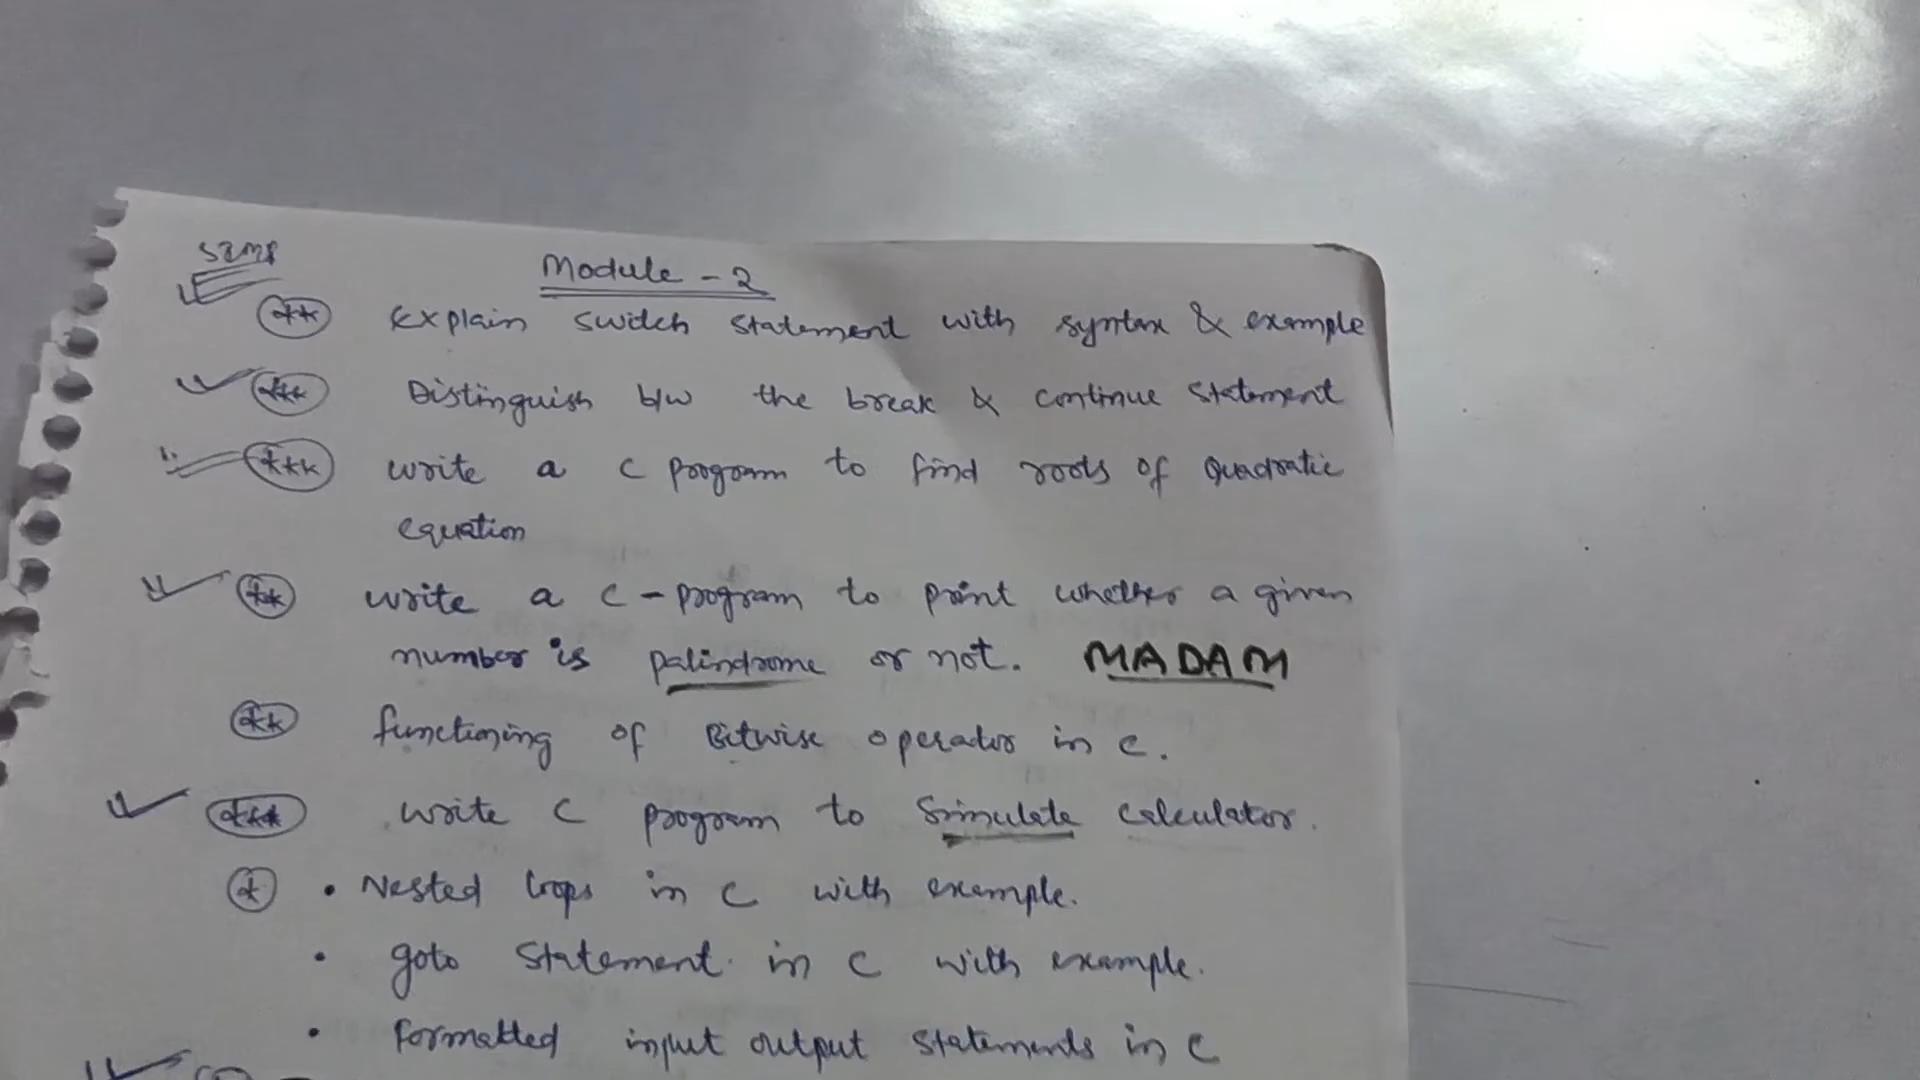 Module - 2
** Explain switch statement with syntax & example
*** Distinguish b/w the break & continue statement
*** write a C program to find roots of Quadratic
equation
** write a C - program to print whether a given
number is palindrome or not. MADAM
** functioning of Bitwise operator in C.
*** write C program to Simulate calculator.
* • Nested loops in C with example.
• goto statement in C with example.
• Formatted input output statements in C